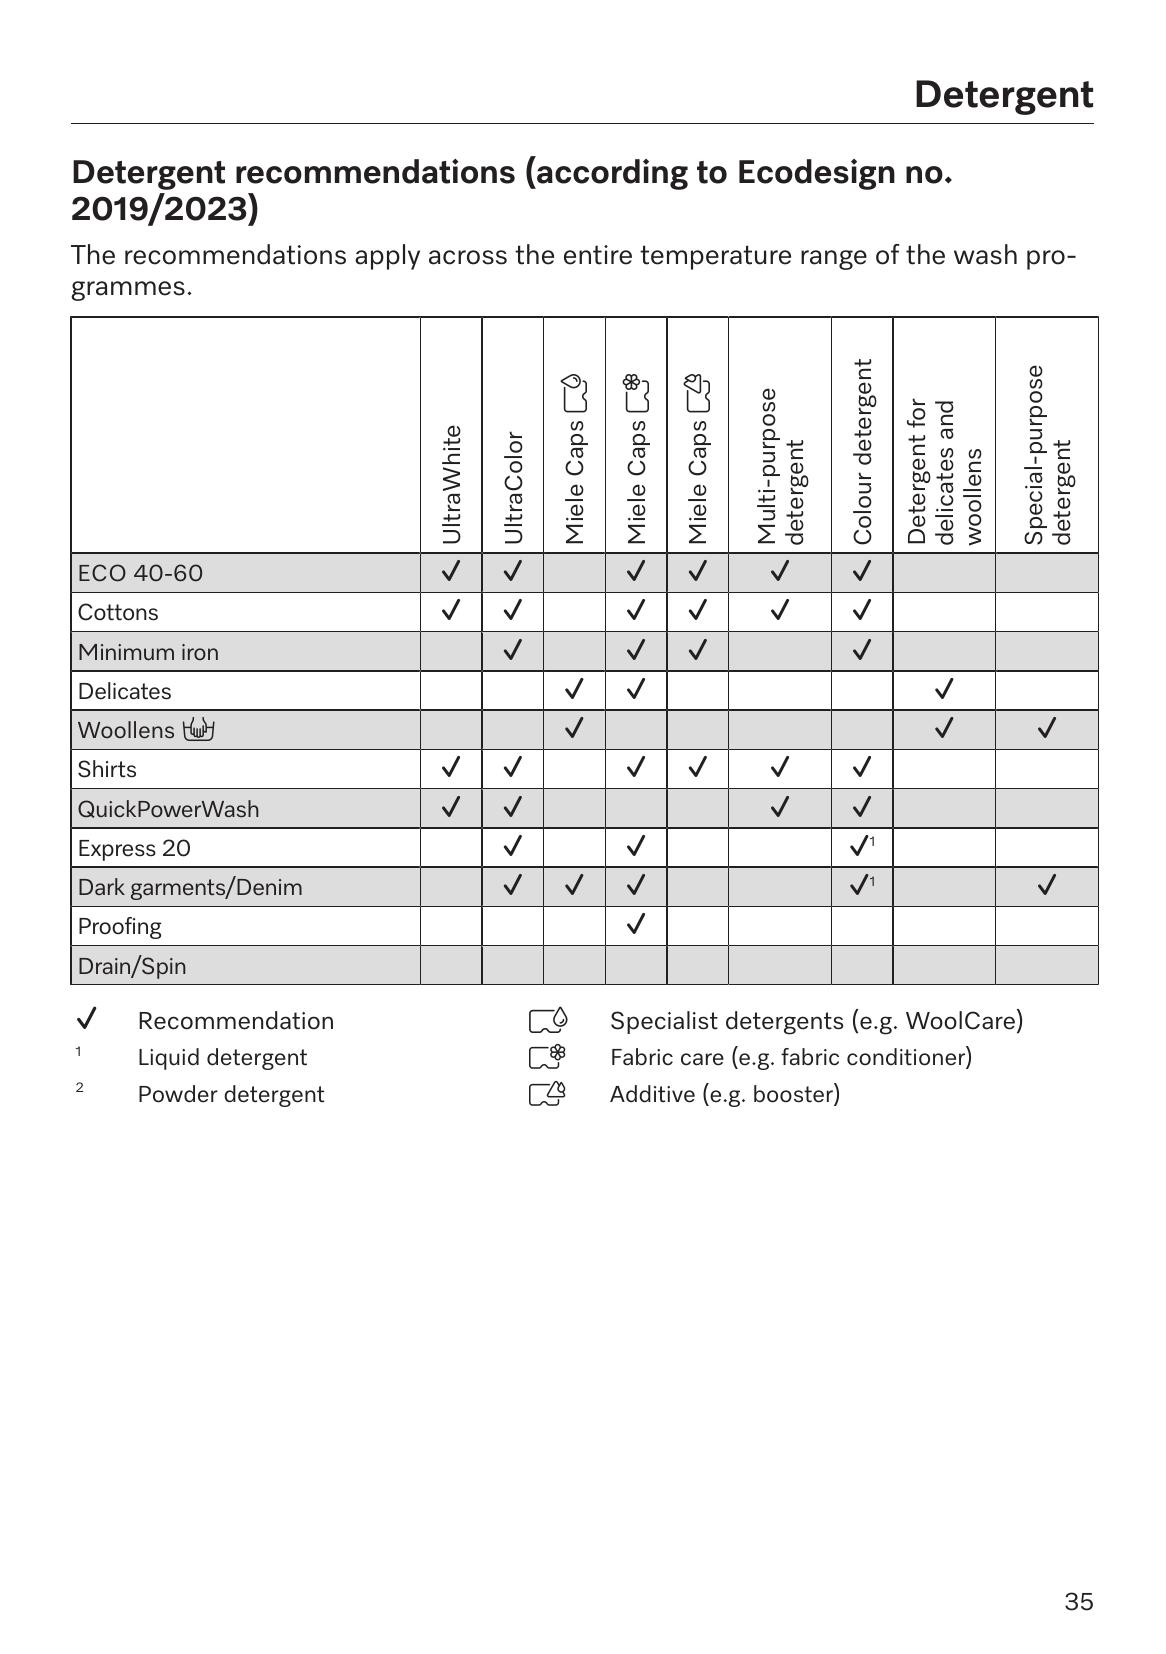 Detergent
Detergent recommendations (according to Ecodesign no.
2019/2023)
The recommendations apply across the entire temperature range of the wash pro-
grammes.
UltraWhite
UltraColor
Miele Caps
Miele Caps
Miele Caps
Multi-purpose
detergent
Colour detergent
Detergent for
delicates and
woollens
Special-purpose
detergent
ECO 40-60 ✓ ✓ ✓ ✓ ✓ ✓
Cottons ✓ ✓ ✓ ✓ ✓ ✓
Minimum iron ✓ ✓ ✓ ✓
Delicates ✓ ✓ ✓
Woollens ✓ ✓ ✓
Shirts ✓ ✓ ✓ ✓ ✓ ✓
QuickPowerWash ✓ ✓ ✓ ✓
Express 20 ✓ ✓ ✓1
Dark garments/Denim ✓ ✓ ✓ ✓1 ✓
Proofing ✓
Drain/Spin
✓ Recommendation
1 Liquid detergent
2 Powder detergent
Specialist detergents (e.g. WoolCare)
Fabric care (e.g. fabric conditioner)
Additive (e.g. booster)
35